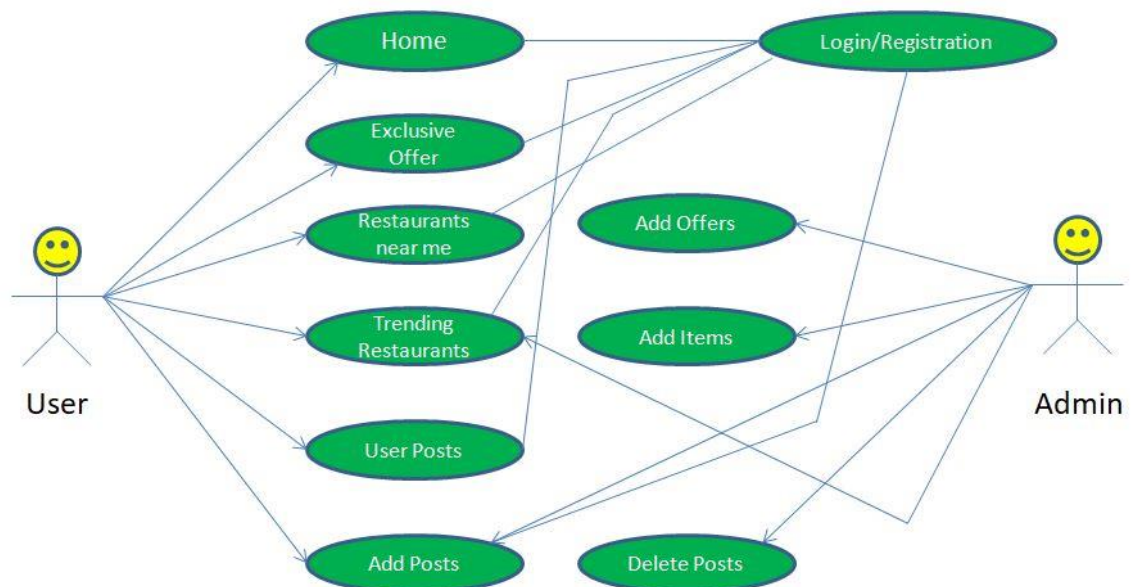 Home
Login/Registration
Exclusive
Offer
Restaurants
near me
Add Offers
Trending
Restaurants
Add Items
User
Admin
User Posts
Add Posts
Delete Posts